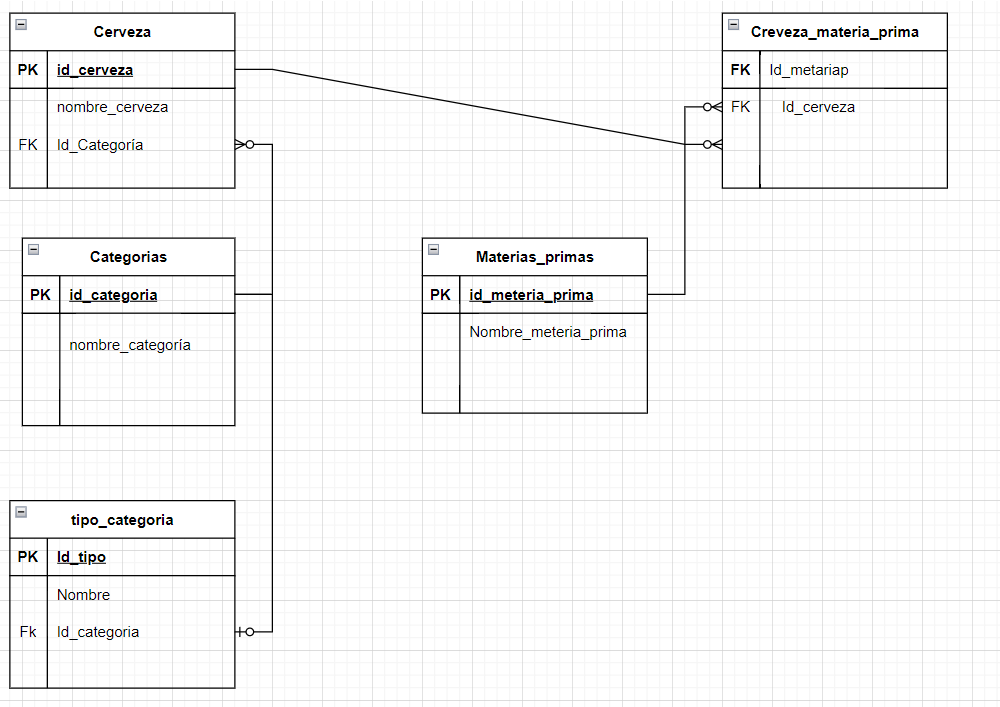 Cerveza
PK id_cerveza
nombre_cerveza
FK Id_Categoría
Creveza_materia_prima
FK Id_metariap
FK Id_cerveza
Categorias
PK id_categoria
nombre_categoría
Materias_primas
PK id_meteria_prima
Nombre_meteria_prima
tipo_categoria
PK Id_tipo
Nombre
Fk Id_categoria